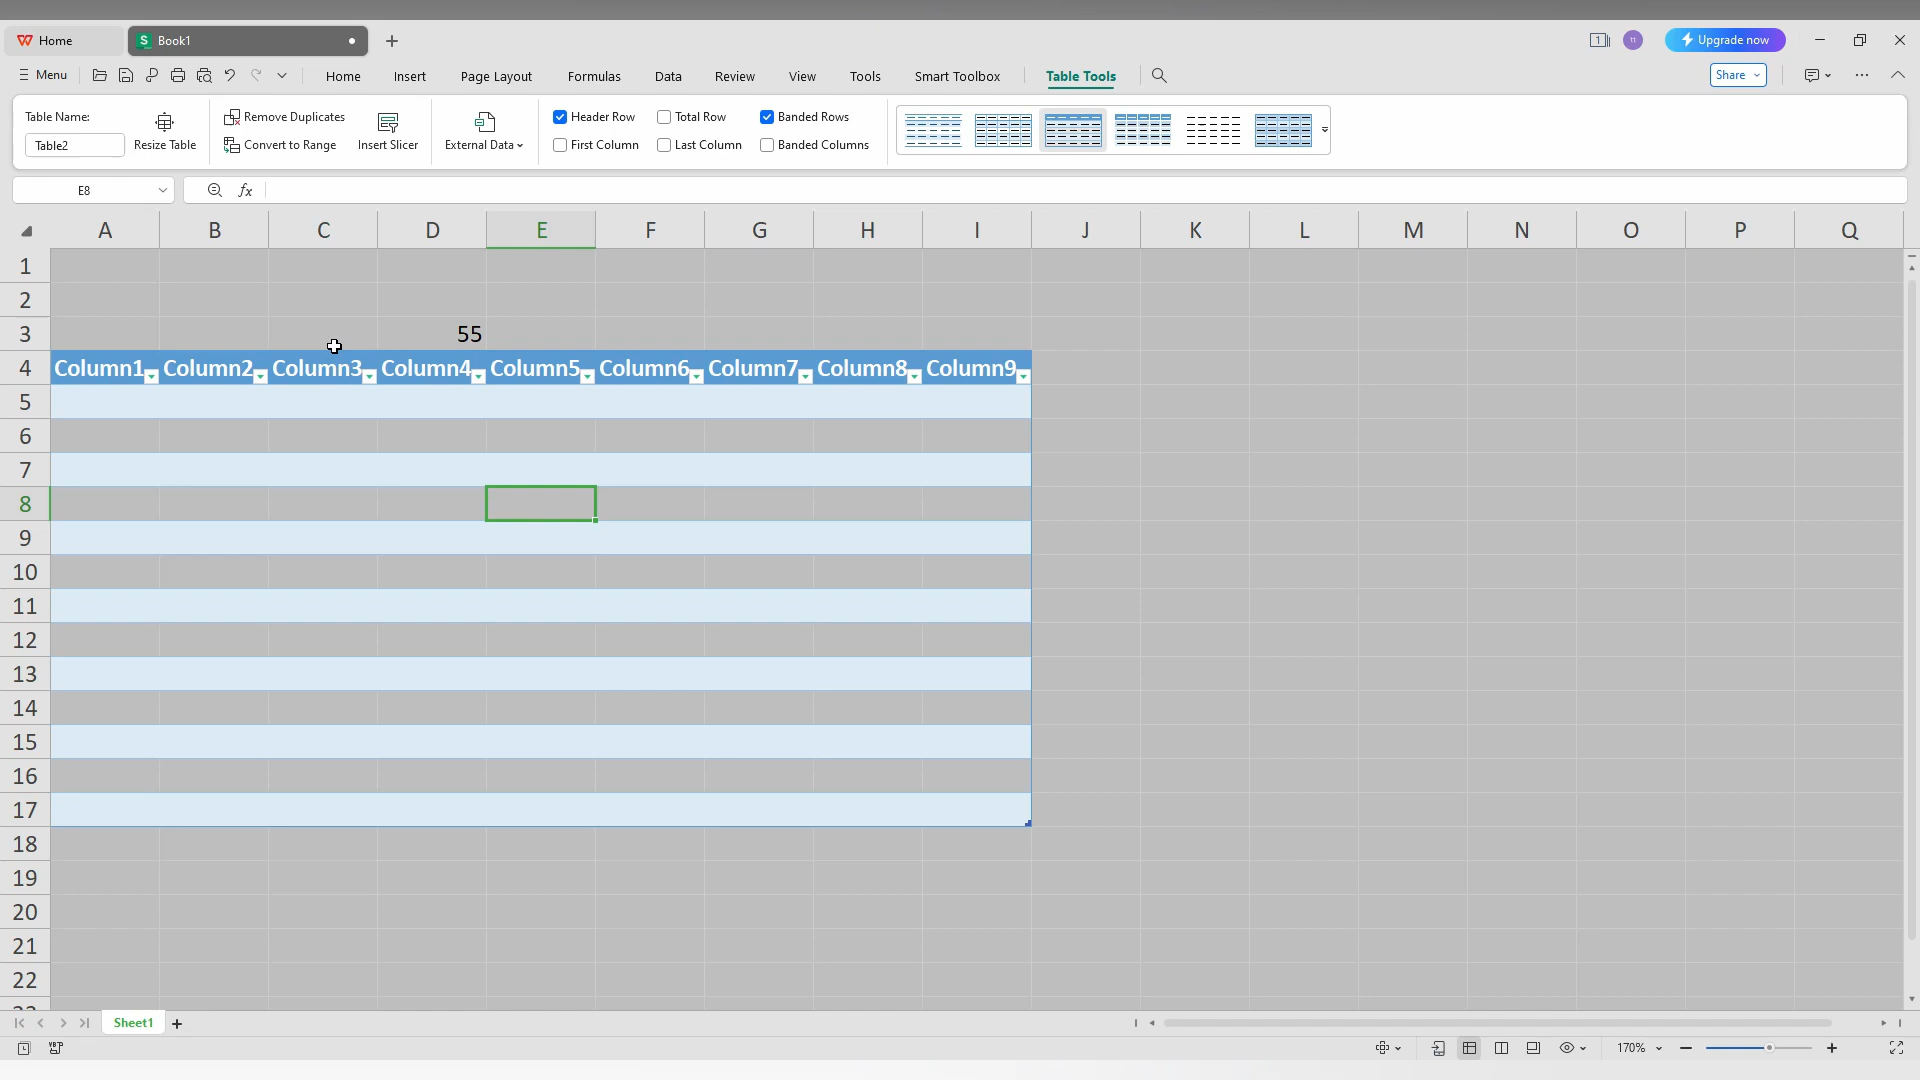 Home
Book1
Upgrade now
Menu
Home Insert Page Layout Formulas Data Review View Tools Smart Toolbox Table Tools
Share
Table Name:
Table2
Resize Table
Remove Duplicates
Convert to Range
Insert Slicer
External Data
Header Row Total Row Banded Rows
First Column Last Column Banded Columns
E8
fx
A B C D E F G H I J K L M N O P Q
1
2
3 55
4 Column1 Column2 Column3 Column4 Column5 Column6 Column7 Column8 Column9
5
6
7
8
9
10
11
12
13
14
15
16
17
18
19
20
21
22
Sheet1
170%